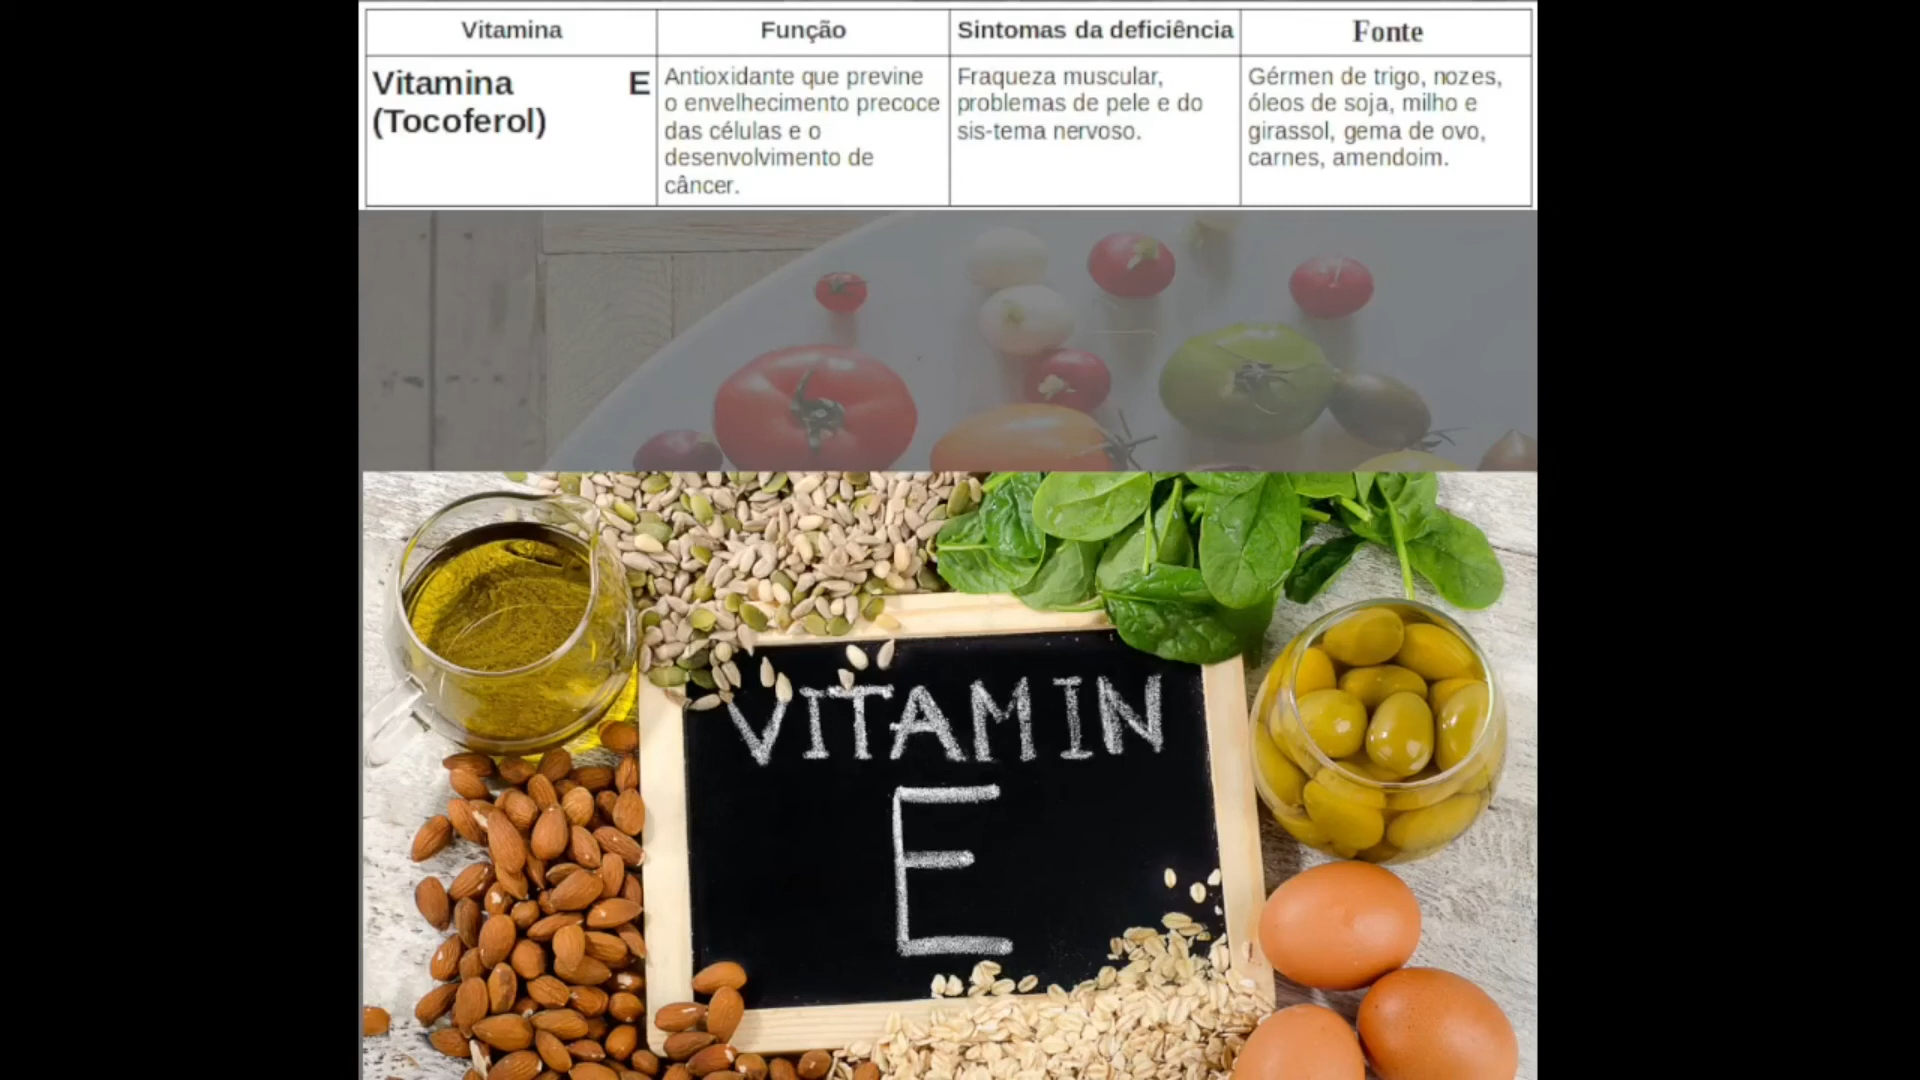 Vitamina
Função
Sintomas da deficiência
Fonte
Vitamina E
(Tocoferol)
Antioxidante que previne
o envelhecimento precoce
das células e o
desenvolvimento de
câncer.
Fraqueza muscular,
problemas de pele e do
sis-tema nervoso.
Gérmen de trigo, nozes,
óleos de soja, milho e
girassol, gema de ovo,
carnes, amendoim.
VITAMIN
E